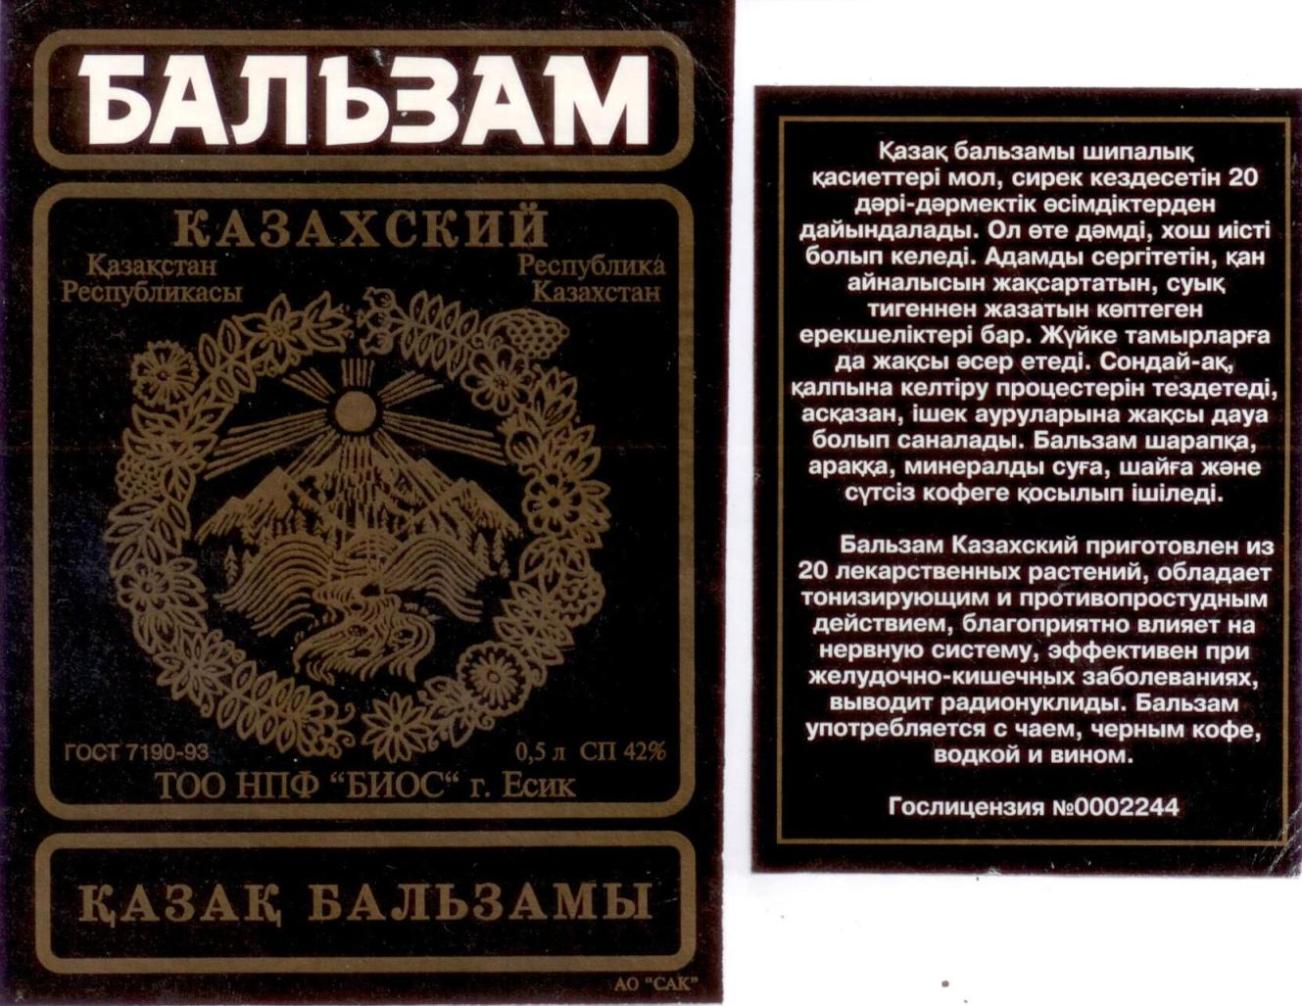 БАЛЬЗАМ
КАЗАХСКИЙ
Қазақстан
Республикасы
Республика
Казахстан
ГОСТ 7190-93
0,5 л СП 42%
ТОО НПФ “БИОС“ г. Есик
ҚАЗАҚ БАЛЬЗАМЫ
АО "САК"
Қазақ бальзамы шипалық
қасиеттері мол, сирек кездесетін 20
дәрі-дәрмектік өсімдіктерден
дайындалады. Ол өте дәмді, хош иісті
болып келеді. Адамды сергітетін, қан
айналысын жақсартатын, суық
тигеннен жазатын көптеген
ерекшеліктері бар. Жүйке тамырларға
да жақсы әсер етеді. Сондай-ақ,
қалпына келтіру процестерін тездетеді,
асқазан, ішек ауруларына жақсы дауа
болып саналады. Бальзам шарапқа,
араққа, минералды суға, шайға және
сүтсіз кофеге қосылып ішіледі.
Бальзам Казахский приготовлен из
20 лекарственных растений, обладает
тонизирующим и противопростудным
действием, благоприятно влияет на
нервную систему, эффективен при
желудочно-кишечных заболеваниях,
выводит радионуклиды. Бальзам
употребляется с чаем, черным кофе,
водкой и вином.
Гослицензия №0002244